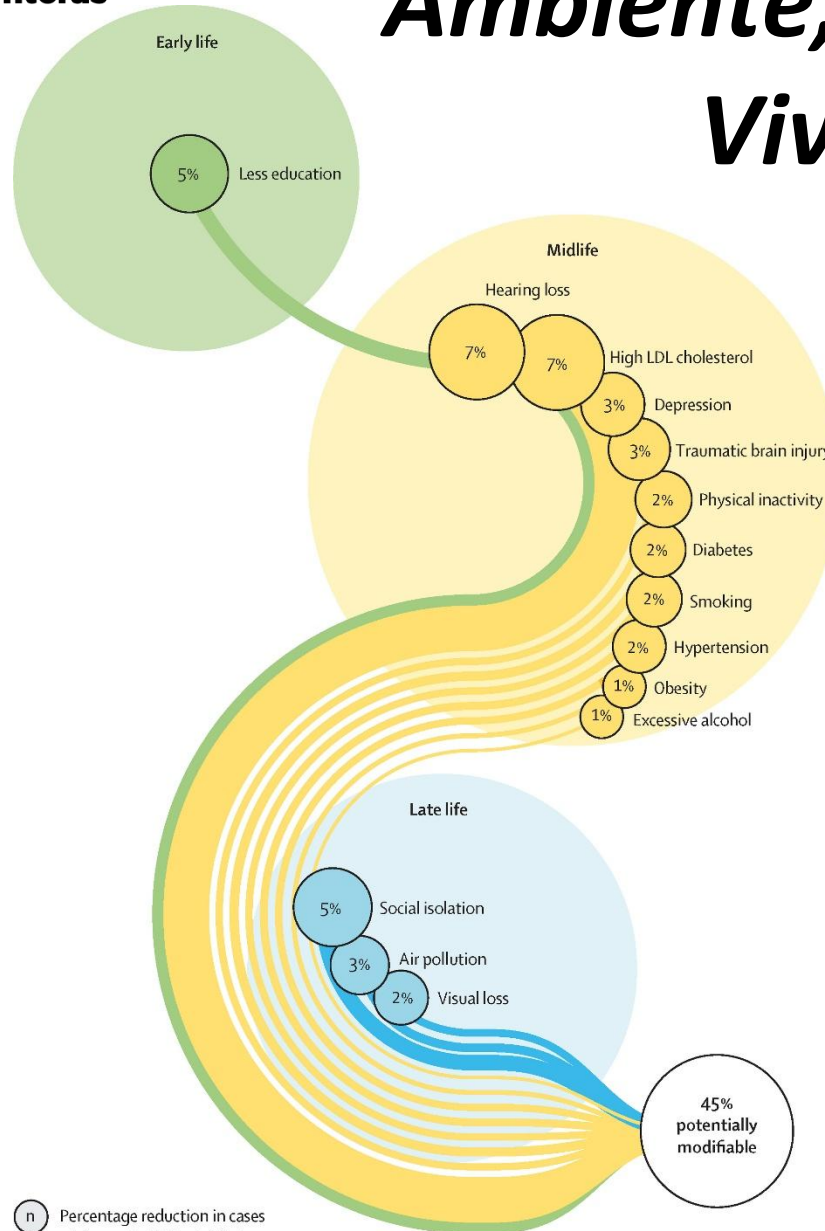 Ambiente,
Viv
Early life
5%
Less education
Midlife
Hearing loss
7%
7%
High LDL cholesterol
3%
Depression
3%
Traumatic brain injury
2%
Physical inactivity
2%
Diabetes
2%
Smoking
2%
Hypertension
1%
Obesity
1%
Excessive alcohol
Late life
5%
Social isolation
3%
Air pollution
2%
Visual loss
45%
potentially
modifiable
n
Percentage reduction in cases